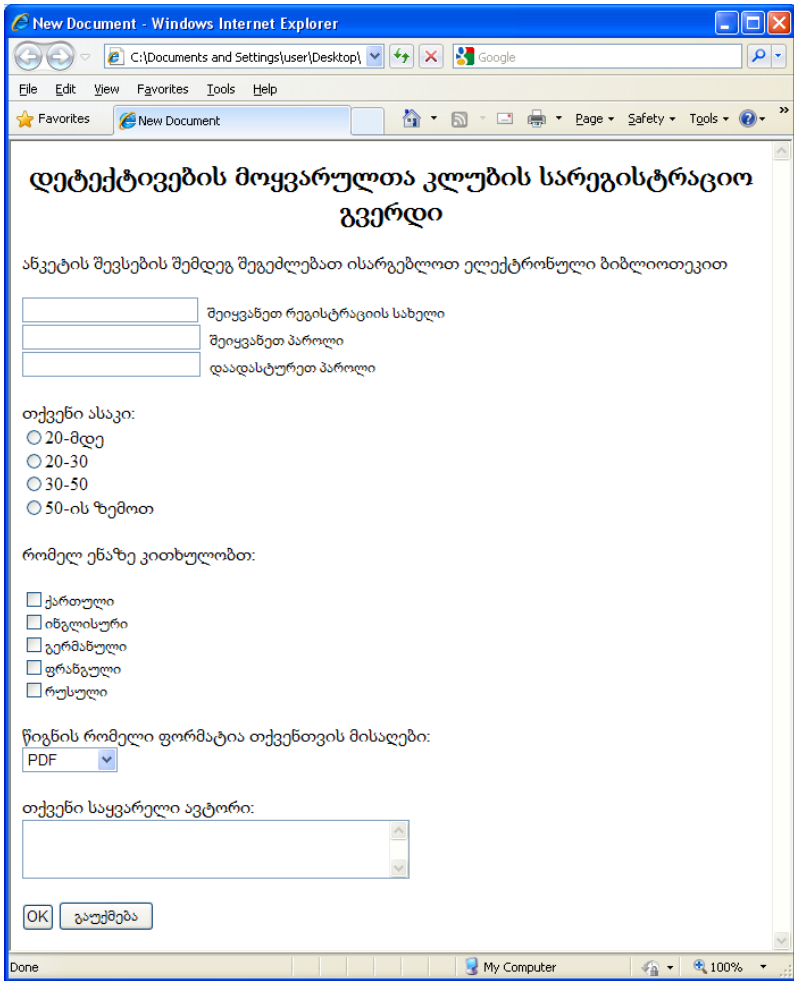 New Document - Windows Internet Explorer
C:\Documents and Settings\user\Desktop\ Google
File Edit View Favorites Tools Help
Favorites New Document Page Safety Tools »
დეტექტივების მოყვარულთა კლუბის სარეგისტრაციო
გვერდი
ანკეტის შევსების შემდეგ შეგეძლებათ ისარგებლოთ ელექტრონული ბიბლიოთეკით
შეიყვანეთ რეგისტრაციის სახელი
შეიყვანეთ პაროლი
დაადასტურეთ პაროლი
თქვენი ასაკი:
20-მდე
20-30
30-50
50-ის ზემოთ
რომელ ენაზე კითხულობთ:
ქართული
ინგლისური
გერმანული
ფრანგული
რუსული
წიგნის რომელი ფორმატია თქვენთვის მისაღები:
PDF
თქვენი საყვარელი ავტორი:
OK გაუქმება
Done My Computer 100%